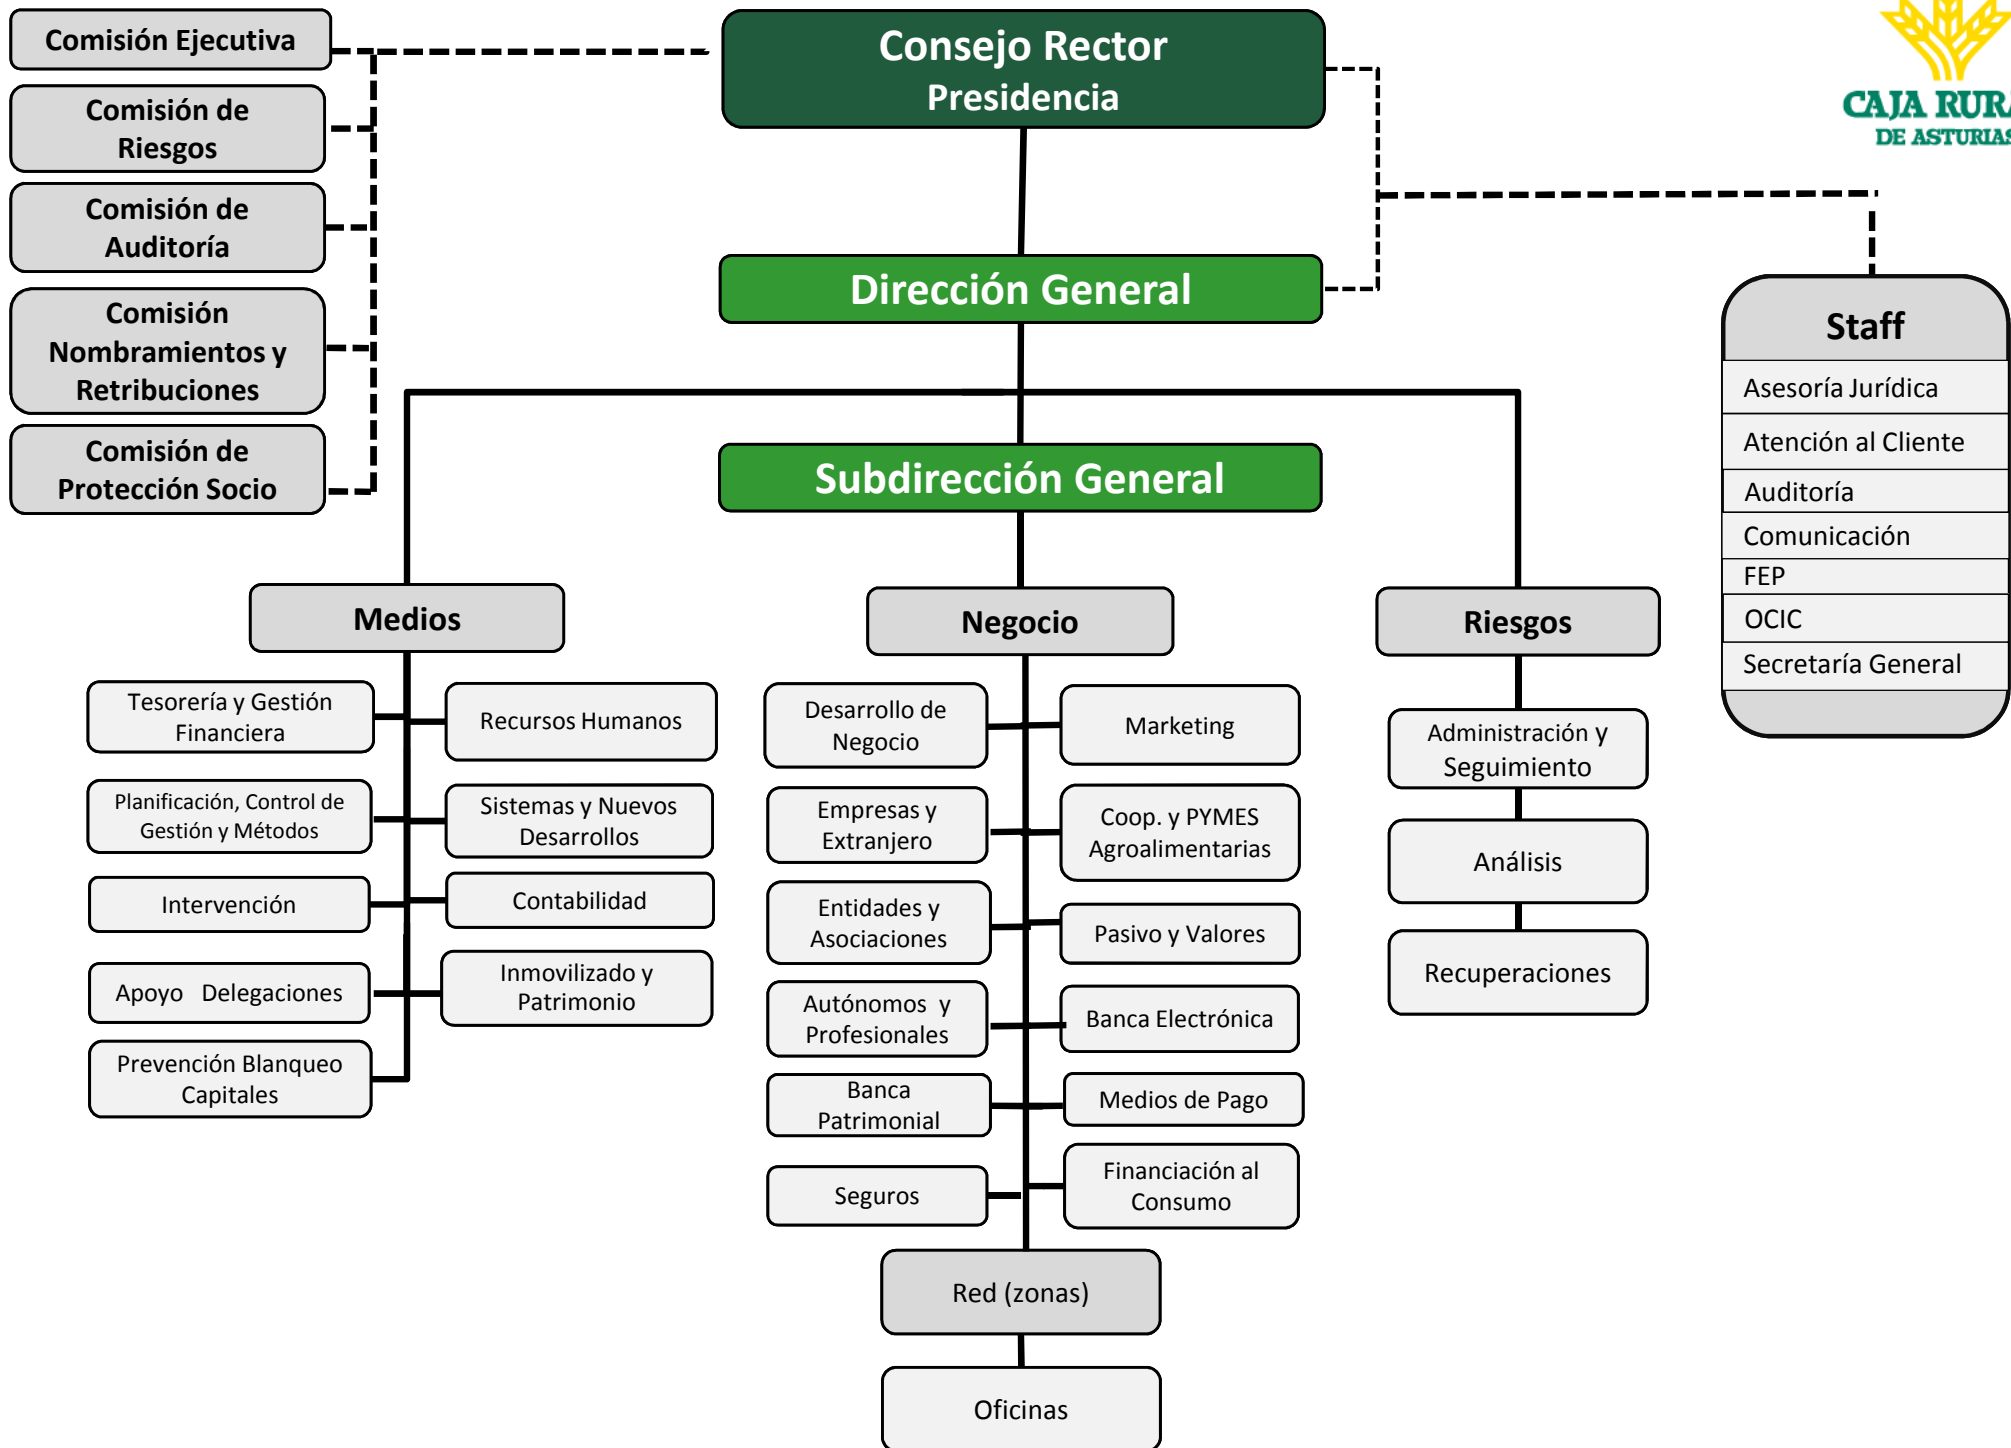 Comisión Ejecutiva
Comisión de
Riesgos
Comisión de
Auditoría
Comisión
Nombramientos y
Retribuciones
Comisión de
Protección Socio
Consejo Rector
Presidencia
CAJA RURA
DE ASTURIAS
Dirección General
Subdirección General
Staff
Asesoría Jurídica
Atención al Cliente
Auditoría
Comunicación
FEP
OCIC
Secretaría General
Medios
Tesorería y Gestión
Financiera
Recursos Humanos
Planificación, Control de
Gestión y Métodos
Sistemas y Nuevos
Desarrollos
Intervención
Contabilidad
Apoyo Delegaciones
Inmovilizado y
Patrimonio
Prevención Blanqueo
Capitales
Negocio
Desarrollo de
Negocio
Marketing
Empresas y
Extranjero
Coop. y PYMES
Agroalimentarias
Entidades y
Asociaciones
Pasivo y Valores
Autónomos y
Profesionales
Banca Electrónica
Banca
Patrimonial
Medios de Pago
Seguros
Financiación al
Consumo
Red (zonas)
Oficinas
Riesgos
Administración y
Seguimiento
Análisis
Recuperaciones